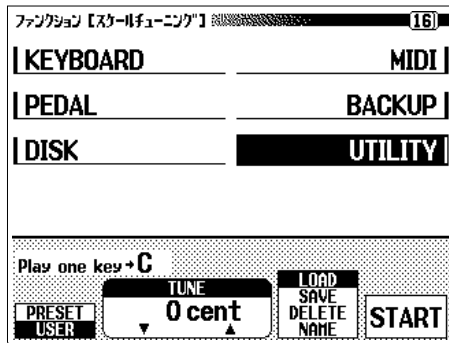 ファンクション【スケールチューニング】 16
KEYBOARD MIDI
PEDAL BACKUP
DISK UTILITY
Play one key→C
TUNE
0 cent
▼ ▲
PRESET
USER
LOAD
SAVE
DELETE
NAME
START